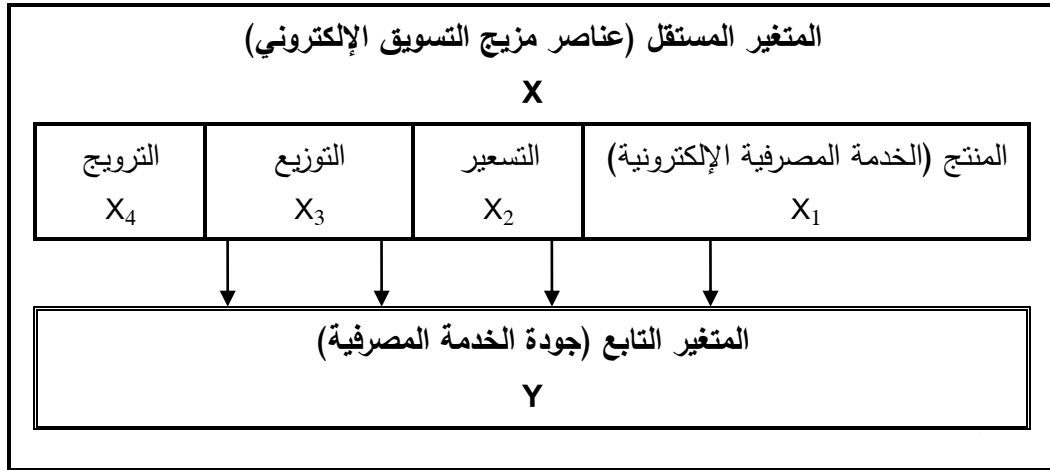 المتغير المستقل (عناصر مزيج التسويق الإلكتروني)
X
المنتج (الخدمة المصرفية الإلكترونية)
X1
التسعير
X2
التوزيع
X3
الترويج
X4
المتغير التابع (جودة الخدمة المصرفية)
Y